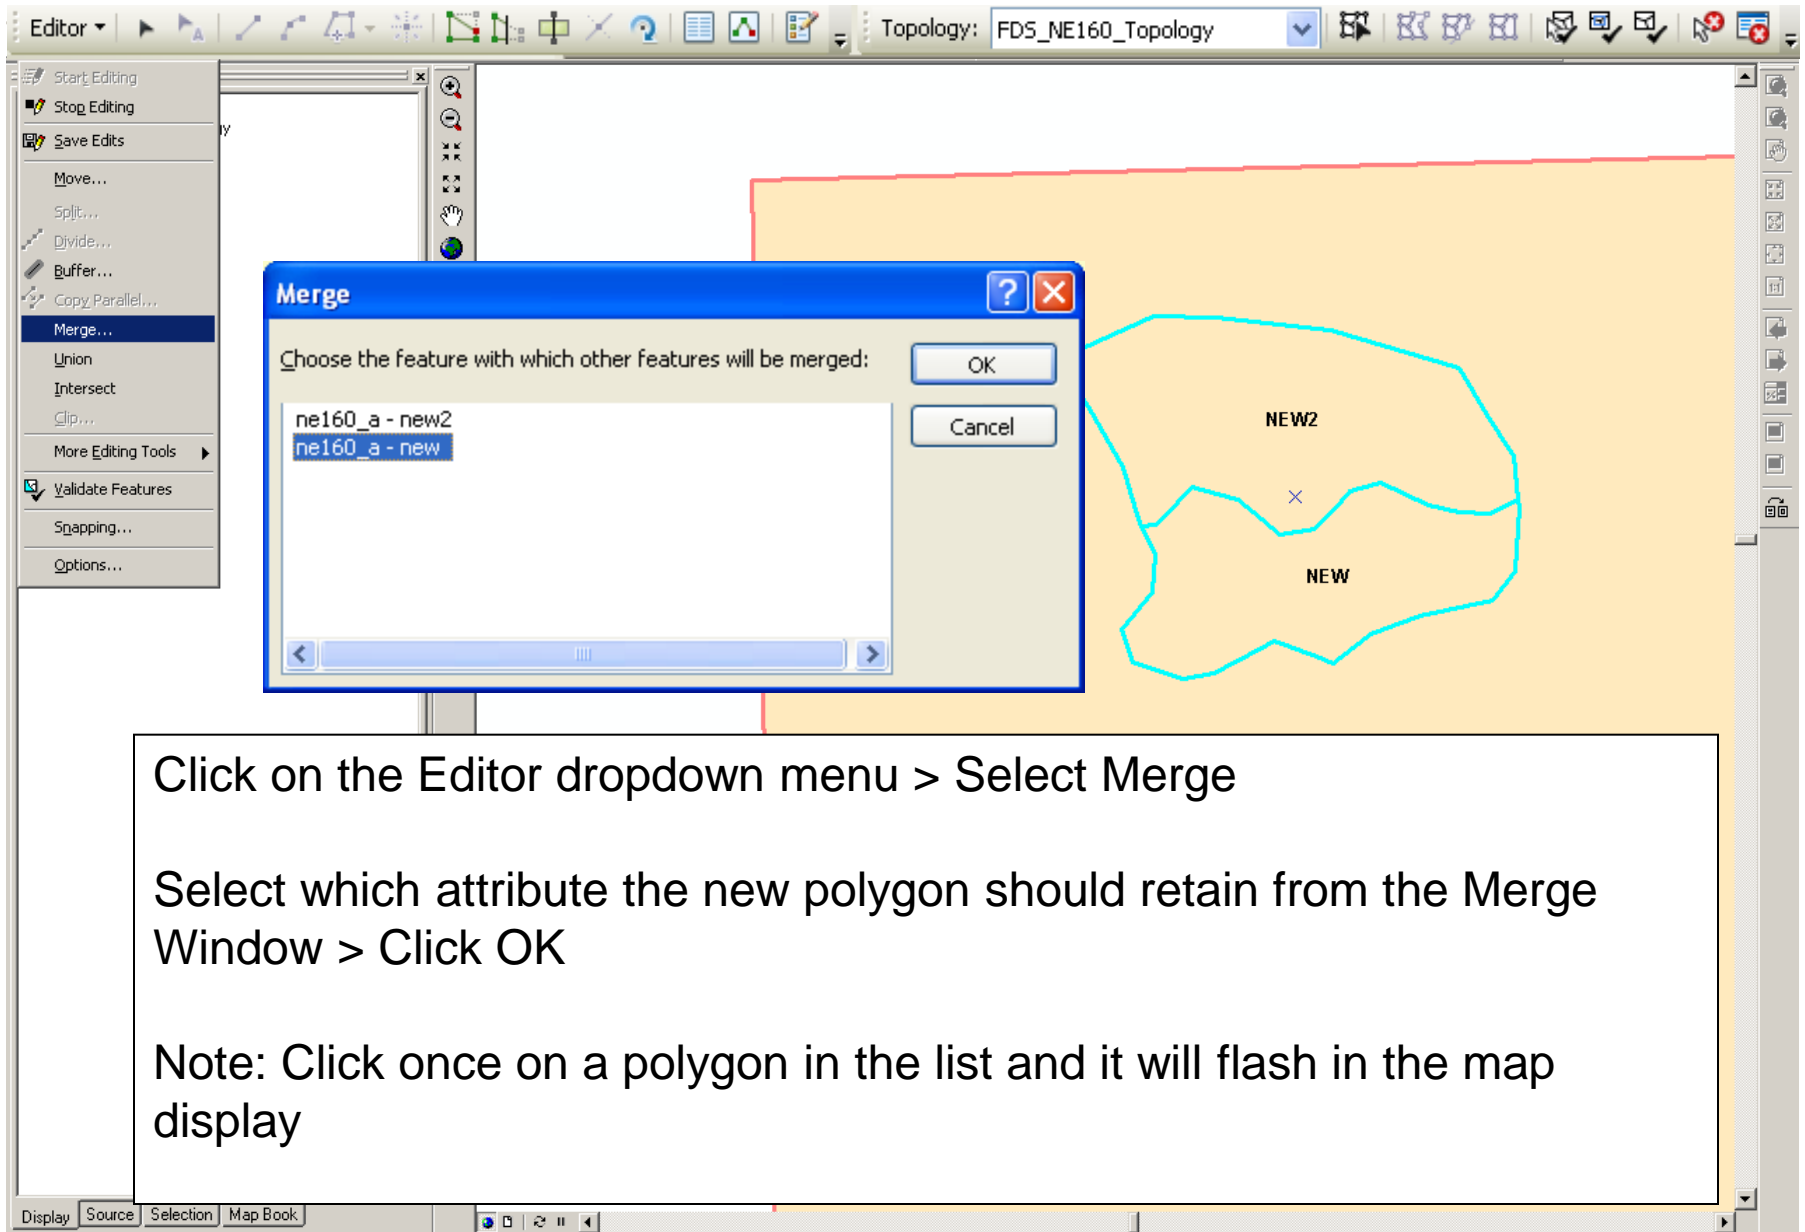 Editor
Topology: FDS_NE160_Topology
Start Editing
Stop Editing
Save Edits
Move...
Split...
Divide...
Buffer...
Copy Parallel...
Merge...
Union
Intersect
Clip...
More Editing Tools
Validate Features
Snapping...
Options...
Merge
Choose the feature with which other features will be merged:
OK
Cancel
ne160_a - new2
ne160_a - new
NEW2
NEW
1:1
Click on the Editor dropdown menu > Select Merge
Select which attribute the new polygon should retain from the Merge
Window > Click OK
Note: Click once on a polygon in the list and it will flash in the map
display
Display Source Selection Map Book